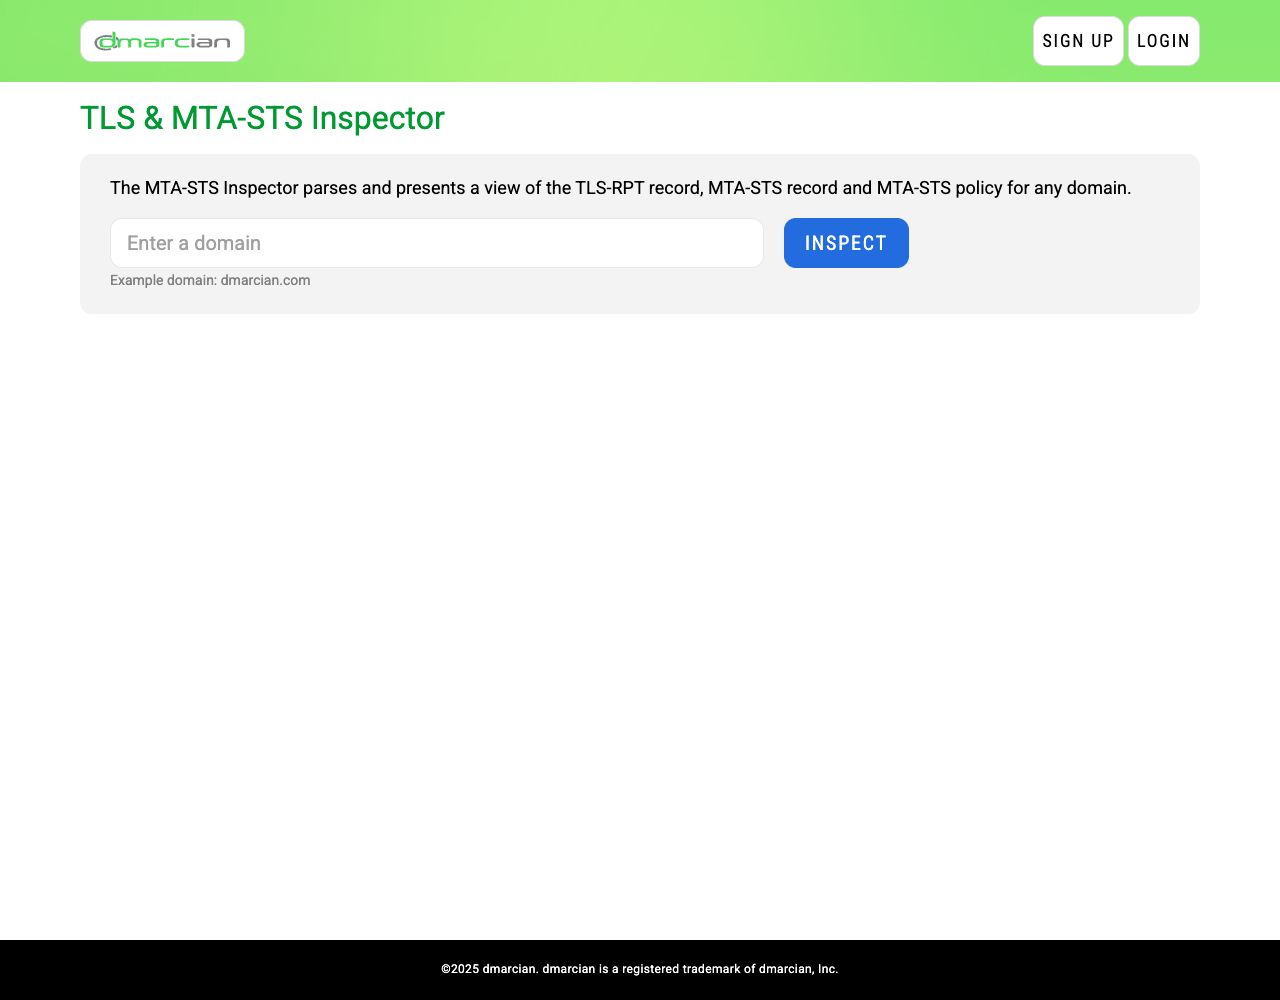 dmarcian
SIGN UP
LOGIN
TLS & MTA-STS Inspector
The MTA-STS Inspector parses and presents a view of the TLS-RPT record, MTA-STS record and MTA-STS policy for any domain.
Enter a domain
INSPECT
Example domain: dmarcian.com
©2025 dmarcian. dmarcian is a registered trademark of dmarcian, Inc.